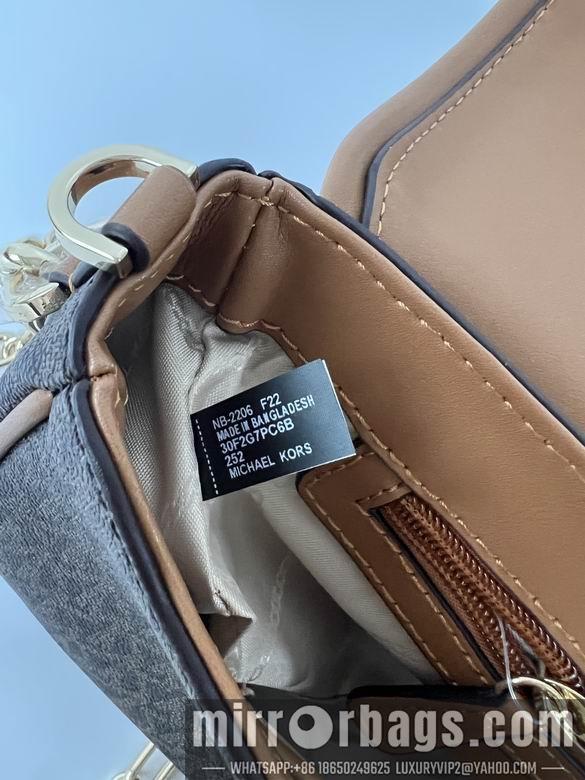 NB-2206 F22
MADE IN BANGLADESH
30F2G7PC6B
252
MICHAEL KORS
mirrorbags.com
WHATSAPP:+86 18650249625 LUXURYVIP2@YAHOO.COM